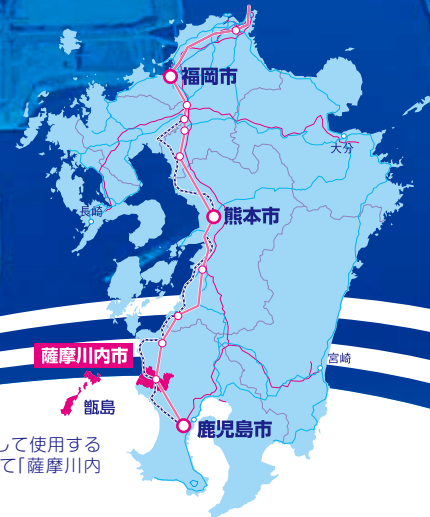 福岡市
大分
長崎
熊本市
薩摩川内市
宮崎
甑島
鹿児島市
して使用する
て「薩摩川内